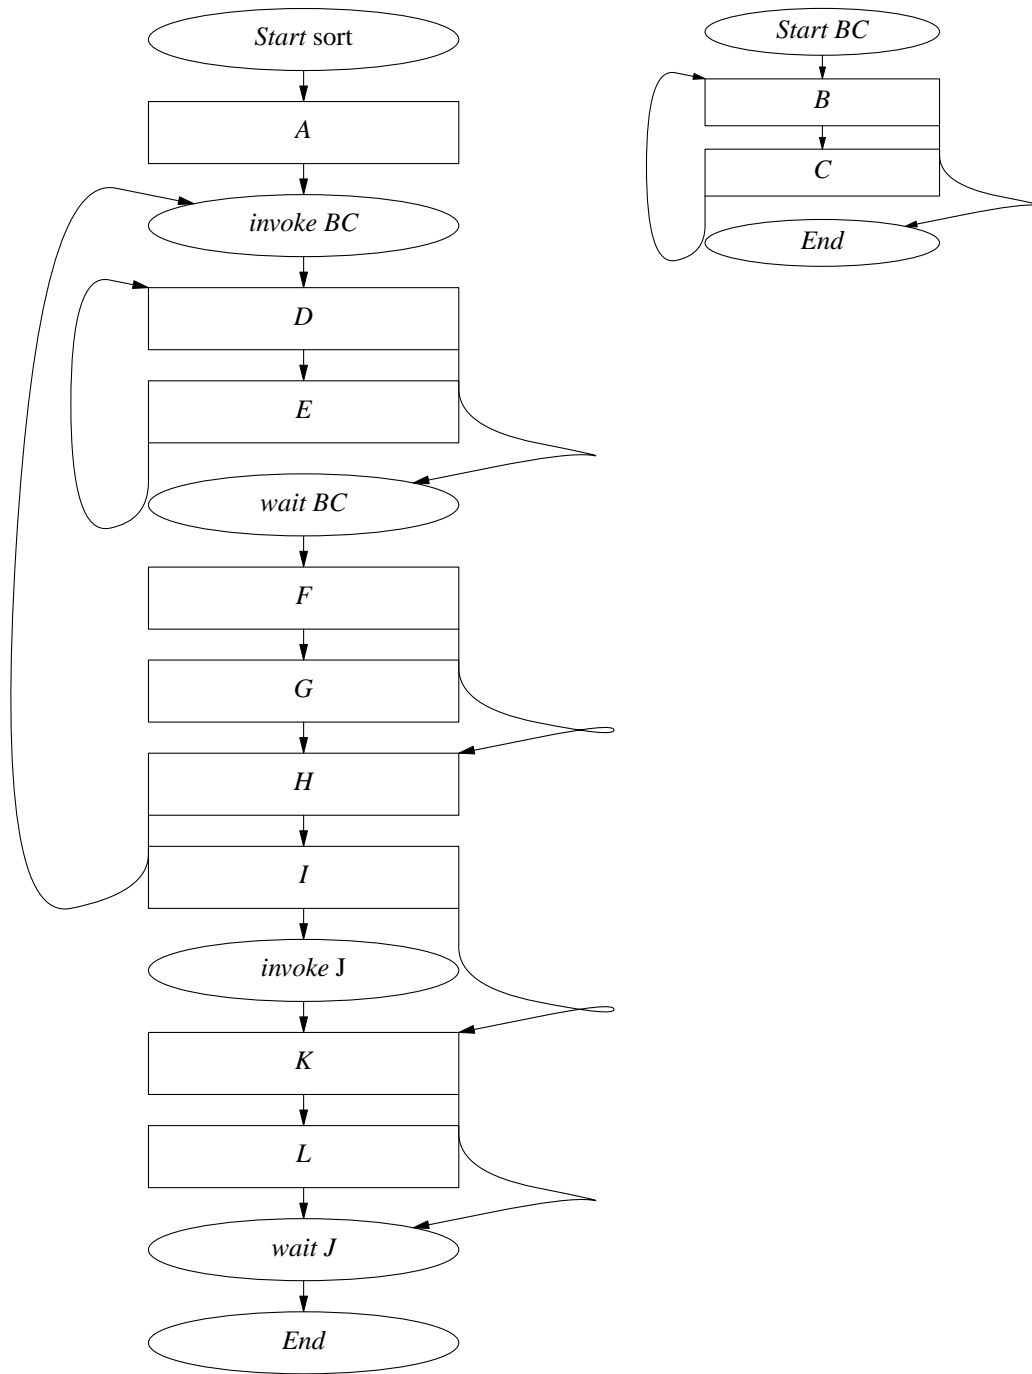 Start sort
A
invoke BC
D
E
wait BC
F
G
H
I
invoke J
K
L
wait J
End
Start BC
B
C
End